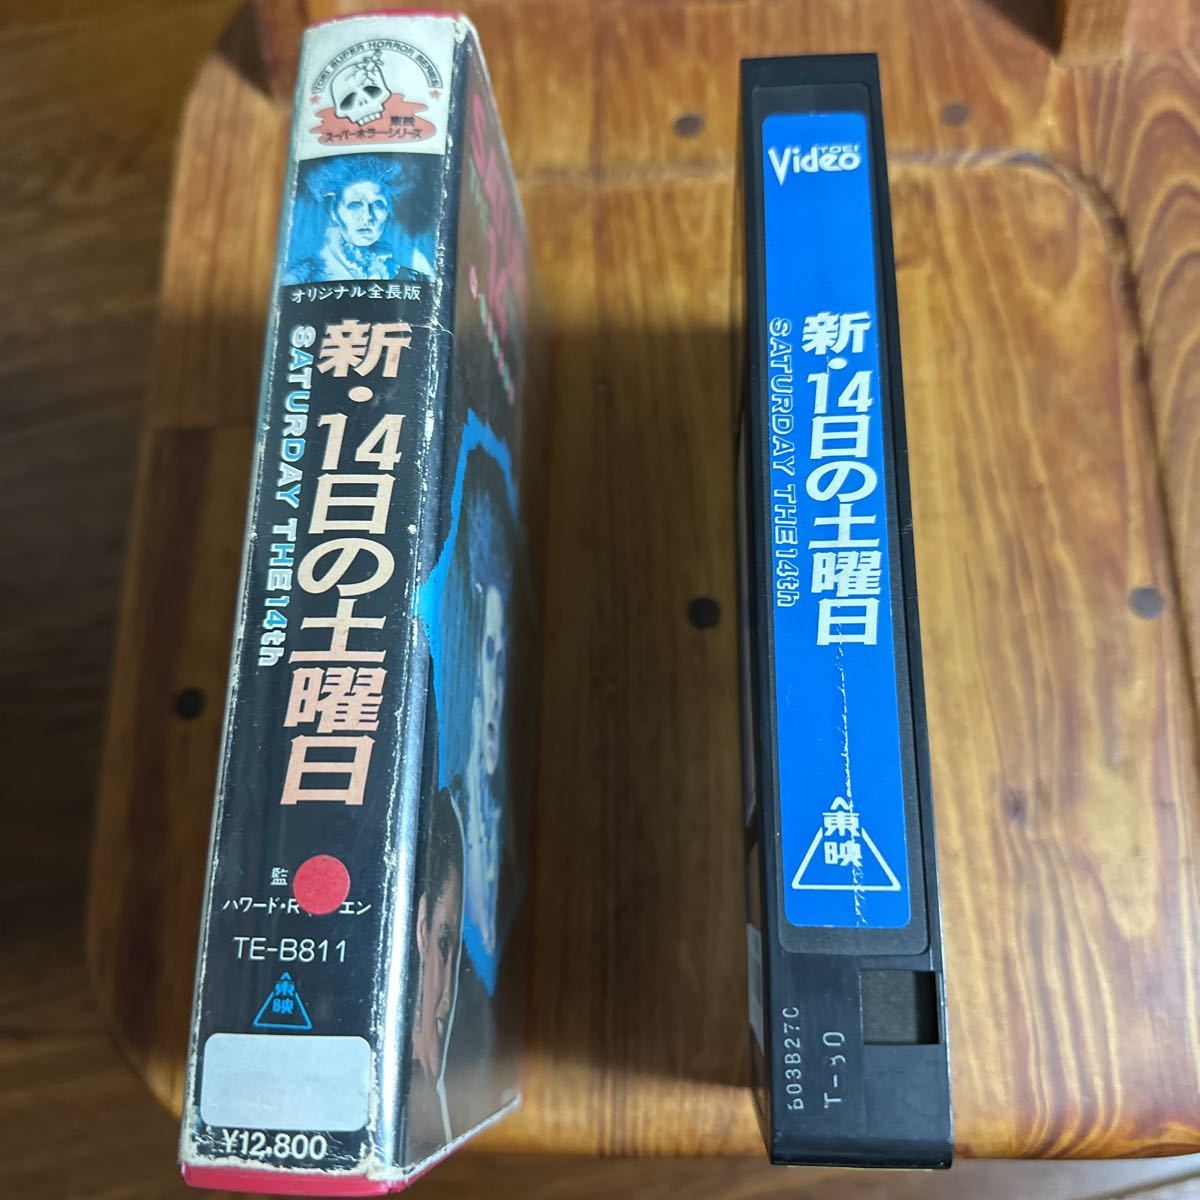 TOEI SUPER HORROR SERIES
東映
スーパーホラーシリーズ
オリジナル全長版
新・14日の土曜日
SATURDAY THE 14th
監
ハワード・R
エン
TE-B811
東映
¥12,800
TOEI
Video
新・14日の土曜日
SATURDAY THE 14th
東映
603B27C